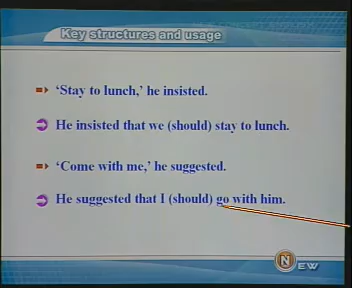 Key structures and usage
‘Stay to lunch,’ he insisted.
He insisted that we (should) stay to lunch.
‘Come with me,’ he suggested.
He suggested that I (should) go with him.
NEW